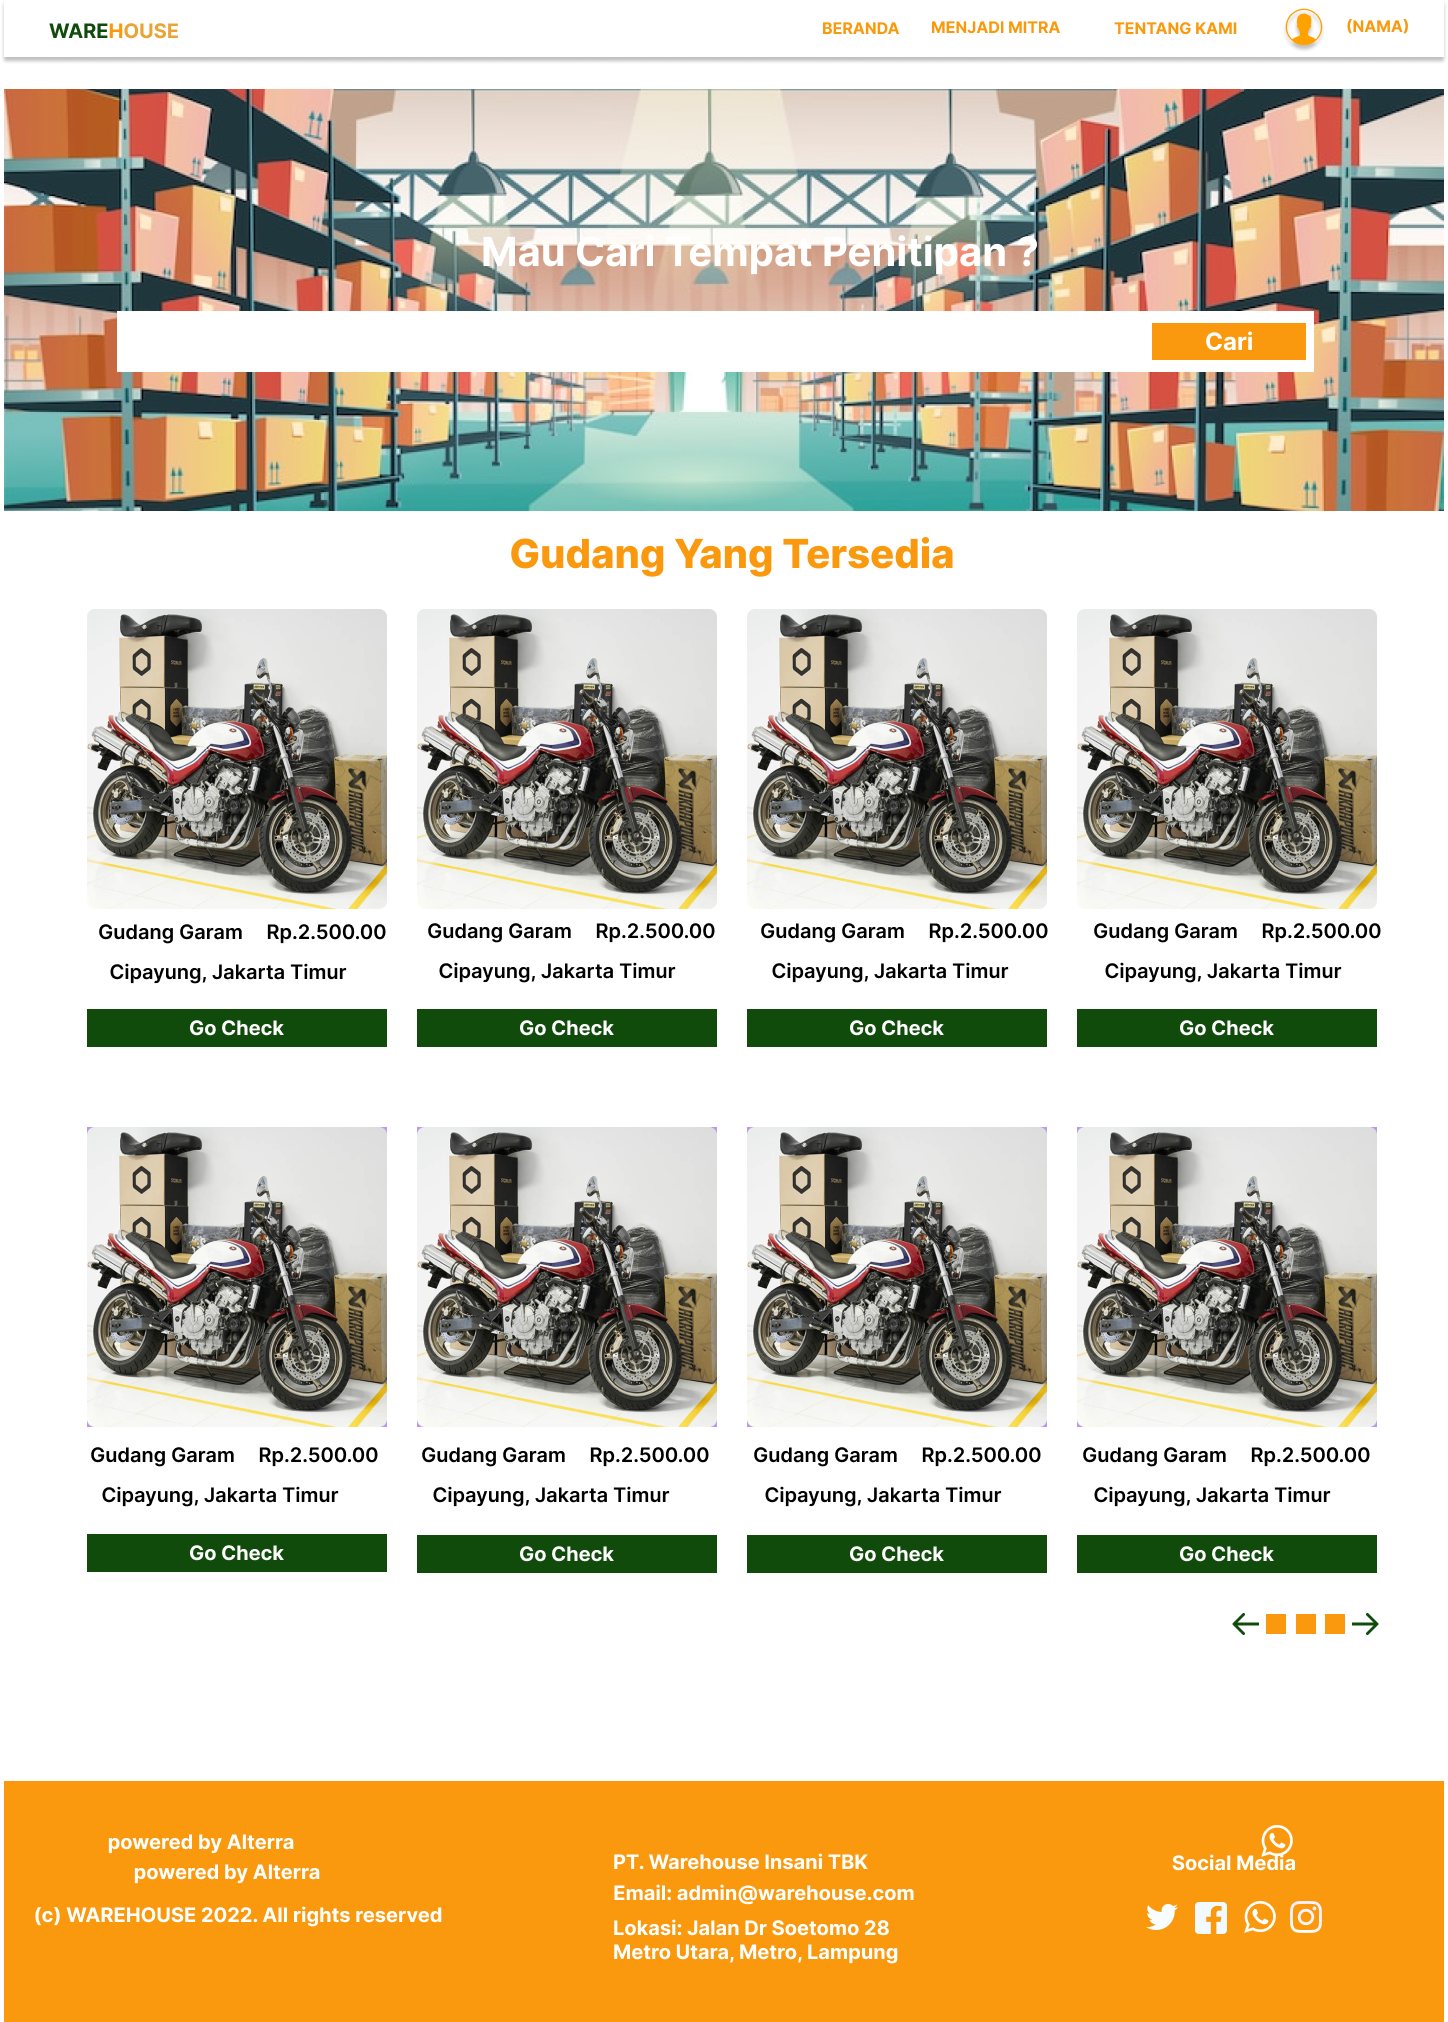 WAREHOUSE BERANDA MENJADI MITRA TENTANG KAMI (NAMA)
Mau Cari Tempat Penitipan ?
Cari
Gudang Yang Tersedia
Gudang Garam Rp.2.500.00 Gudang Garam Rp.2.500.00 Gudang Garam Rp.2.500.00 Gudang Garam Rp.2.500.00
Cipayung, Jakarta Timur Cipayung, Jakarta Timur Cipayung, Jakarta Timur Cipayung, Jakarta Timur
Go Check Go Check Go Check Go Check
Gudang Garam Rp.2.500.00 Gudang Garam Rp.2.500.00 Gudang Garam Rp.2.500.00 Gudang Garam Rp.2.500.00
Cipayung, Jakarta Timur Cipayung, Jakarta Timur Cipayung, Jakarta Timur Cipayung, Jakarta Timur
Go Check Go Check Go Check Go Check
powered by Alterra
powered by Alterra
(c) WAREHOUSE 2022. All rights reserved
PT. Warehouse Insani TBK
Email: admin@warehouse.com
Lokasi: Jalan Dr Soetomo 28
Metro Utara, Metro, Lampung
Social Media